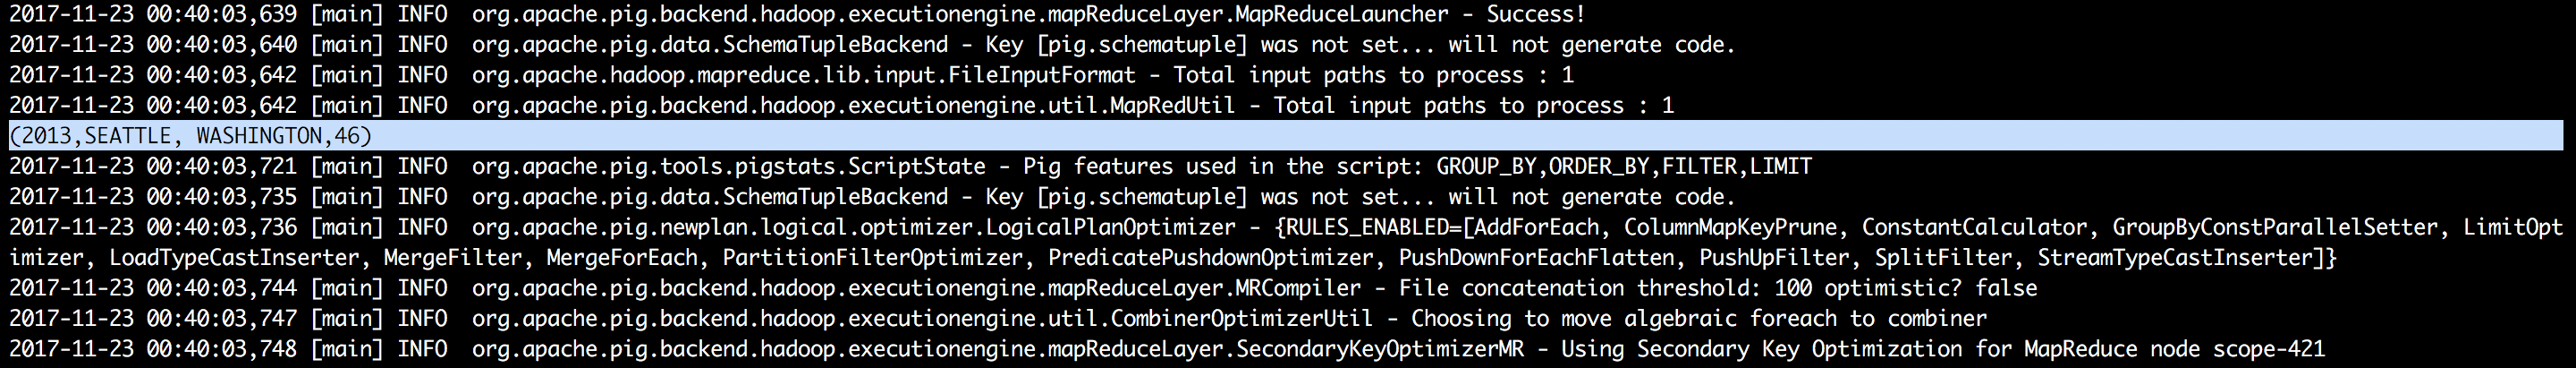 2017-11-23 00:40:03,639 [main] INFO  org.apache.pig.backend.hadoop.executionengine.mapReduceLayer.MapReduceLauncher - Success!
2017-11-23 00:40:03,640 [main] INFO  org.apache.pig.data.SchemaTupleBackend - Key [pig.schematuple] was not set... will not generate code.
2017-11-23 00:40:03,642 [main] INFO  org.apache.hadoop.mapreduce.lib.input.FileInputFormat - Total input paths to process : 1
2017-11-23 00:40:03,642 [main] INFO  org.apache.pig.backend.hadoop.executionengine.util.MapRedUtil - Total input paths to process : 1
(2013,SEATTLE, WASHINGTON,46)
2017-11-23 00:40:03,721 [main] INFO  org.apache.pig.tools.pigstats.ScriptState - Pig features used in the script: GROUP_BY,ORDER_BY,FILTER,LIMIT
2017-11-23 00:40:03,735 [main] INFO  org.apache.pig.data.SchemaTupleBackend - Key [pig.schematuple] was not set... will not generate code.
2017-11-23 00:40:03,736 [main] INFO  org.apache.pig.newplan.logical.optimizer.LogicalPlanOptimizer - {RULES_ENABLED=[AddForEach, ColumnMapKeyPrune, ConstantCalculator, GroupByConstParallelSetter, LimitOpt
imizer, LoadTypeCastInserter, MergeFilter, MergeForEach, PartitionFilterOptimizer, PredicatePushdownOptimizer, PushDownForEachFlatten, PushUpFilter, SplitFilter, StreamTypeCastInserter]}
2017-11-23 00:40:03,744 [main] INFO  org.apache.pig.backend.hadoop.executionengine.mapReduceLayer.MRCompiler - File concatenation threshold: 100 optimistic? false
2017-11-23 00:40:03,747 [main] INFO  org.apache.pig.backend.hadoop.executionengine.util.CombinerOptimizerUtil - Choosing to move algebraic foreach to combiner
2017-11-23 00:40:03,748 [main] INFO  org.apache.pig.backend.hadoop.executionengine.mapReduceLayer.SecondaryKeyOptimizerMR - Using Secondary Key Optimization for MapReduce node scope-421